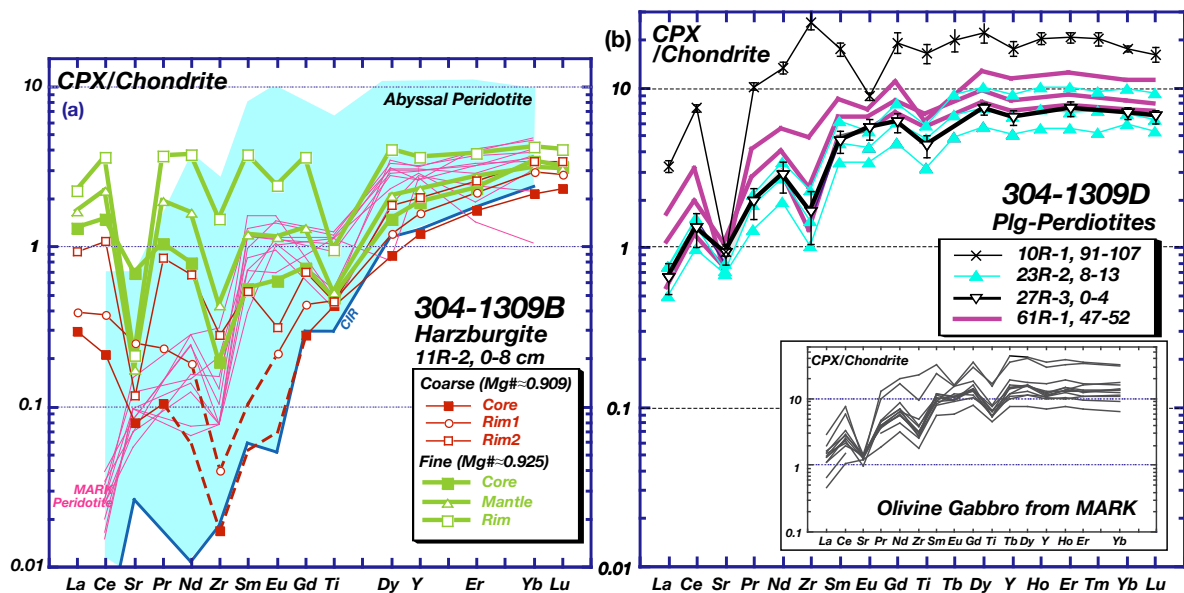 CPX/Chondrite
(a)
Abyssal Peridotite
10
1
0.1
0.01
CIR
MARK
Peridotite
304-1309B
Harzburgite
11R-2, 0-8 cm
Coarse (Mg#≈0.909)
Core
Rim1
Rim2
Fine (Mg#≈0.925)
Core
Mantle
Rim
La Ce Sr Pr Nd Zr Sm Eu Gd Ti Dy Y Er Yb Lu
(b)
CPX
/Chondrite
10
1
0.1
0.01
304-1309D
Plg-Perdiotites
10R-1, 91-107
23R-2, 8-13
27R-3, 0-4
61R-1, 47-52
La Ce Sr Pr Nd Zr Sm Eu Gd Ti Tb Dy Y Ho Er Tm Yb Lu
CPX/Chondrite
10
1
0.1
Olivine Gabbro from MARK
La Ce Sr Pr Nd Zr Sm Eu Gd Ti Tb Dy Y Ho Er Yb